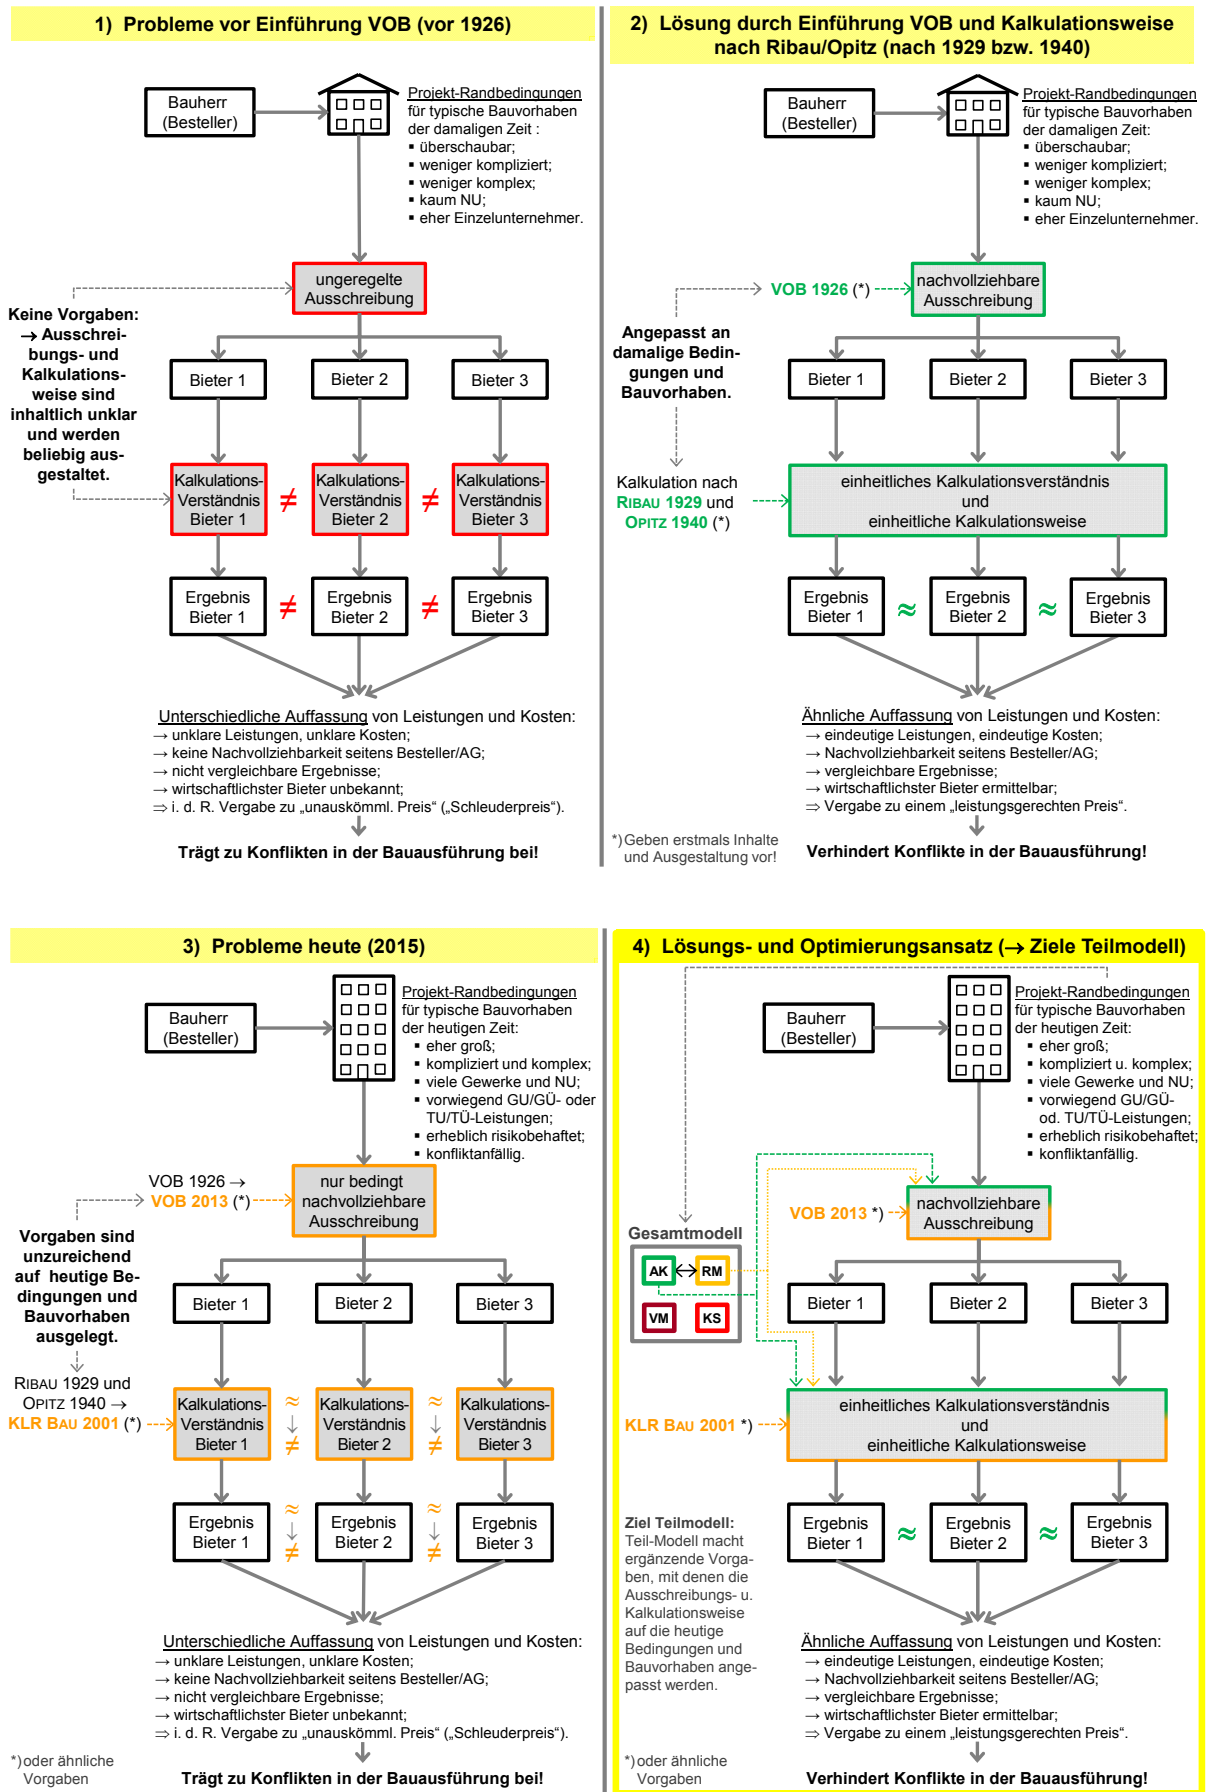 1) Probleme vor Einführung VOB (vor 1926)
Bauherr
(Besteller)
Projekt-Randbedingungen
für typische Bauvorhaben
der damaligen Zeit :
▪ überschaubar;
▪ weniger kompliziert;
▪ weniger komplex;
▪ kaum NU;
▪ eher Einzelunternehmer.
ungeregelte
Ausschreibung
Keine Vorgaben:
→ Ausschrei-
bungs- und
Kalkulations-
weise sind
inhaltlich unklar
und werden
beliebig aus-
gestaltet.
Bieter 1
Bieter 2
Bieter 3
Kalkulations-
Verständnis
Bieter 1
≠
Kalkulations-
Verständnis
Bieter 2
≠
Kalkulations-
Verständnis
Bieter 3
Ergebnis
Bieter 1
≠
Ergebnis
Bieter 2
≠
Ergebnis
Bieter 3
Unterschiedliche Auffassung von Leistungen und Kosten:
→ unklare Leistungen, unklare Kosten;
→ keine Nachvollziehbarkeit seitens Besteller/AG;
→ nicht vergleichbare Ergebnisse;
→ wirtschaftlichster Bieter unbekannt;
⇒ i. d. R. Vergabe zu „unauskömml. Preis“ („Schleuderpreis“).
Trägt zu Konflikten in der Bauausführung bei!
2) Lösung durch Einführung VOB und Kalkulationsweise
nach Ribau/Opitz (nach 1929 bzw. 1940)
Bauherr
(Besteller)
Projekt-Randbedingungen
für typische Bauvorhaben
der damaligen Zeit:
▪ überschaubar;
▪ weniger kompliziert;
▪ weniger komplex;
▪ kaum NU;
▪ eher Einzelunternehmer.
VOB 1926 (*)
nachvollziehbare
Ausschreibung
Angepasst an
damalige Bedin-
gungen und
Bauvorhaben.
Bieter 1
Bieter 2
Bieter 3
Kalkulation nach
RIBAU 1929 und
OPITZ 1940 (*)
einheitliches Kalkulationsverständnis
und
einheitliche Kalkulationsweise
Ergebnis
Bieter 1
≈
Ergebnis
Bieter 2
≈
Ergebnis
Bieter 3
Ähnliche Auffassung von Leistungen und Kosten:
→ eindeutige Leistungen, eindeutige Kosten;
→ Nachvollziehbarkeit seitens Besteller/AG;
→ vergleichbare Ergebnisse;
→ wirtschaftlichster Bieter ermittelbar;
⇒ Vergabe zu einem „leistungsgerechten Preis“.
*) Geben erstmals Inhalte
und Ausgestaltung vor!
Verhindert Konflikte in der Bauausführung!
3) Probleme heute (2015)
Bauherr
(Besteller)
Projekt-Randbedingungen
für typische Bauvorhaben
der heutigen Zeit:
▪ eher groß;
▪ kompliziert und komplex;
▪ viele Gewerke und NU;
▪ vorwiegend GU/GÜ- oder
TU/TÜ-Leistungen;
▪ erheblich risikobehaftet;
▪ konfliktanfällig.
VOB 1926 →
VOB 2013 (*)
nur bedingt
nachvollziehbare
Ausschreibung
Vorgaben sind
unzureichend
auf heutige Be-
dingungen und
Bauvorhaben
ausgelegt.
Bieter 1
Bieter 2
Bieter 3
RIBAU 1929 und
OPITZ 1940 →
KLR BAU 2001 (*)
Kalkulations-
Verständnis
Bieter 1
≈
↓
≠
Kalkulations-
Verständnis
Bieter 2
≈
↓
≠
Kalkulations-
Verständnis
Bieter 3
Ergebnis
Bieter 1
≈
↓
≠
Ergebnis
Bieter 2
≈
↓
≠
Ergebnis
Bieter 3
Unterschiedliche Auffassung von Leistungen und Kosten:
→ unklare Leistungen, unklare Kosten;
→ keine Nachvollziehbarkeit seitens Besteller/AG;
→ nicht vergleichbare Ergebnisse;
→ wirtschaftlichster Bieter unbekannt;
⇒ i. d. R. Vergabe zu „unauskömml. Preis“ („Schleuderpreis“).
*) oder ähnliche
Vorgaben
Trägt zu Konflikten in der Bauausführung bei!
4) Lösungs- und Optimierungsansatz (→ Ziele Teilmodell)
Bauherr
(Besteller)
Projekt-Randbedingungen
für typische Bauvorhaben
der heutigen Zeit:
▪ eher groß;
▪ kompliziert u. komplex;
▪ viele Gewerke und NU;
▪ vorwiegend GU/GÜ-
od. TU/TÜ-Leistungen;
▪ erheblich risikobehaftet;
▪ konfliktanfällig.
VOB 2013 *)
nachvollziehbare
Ausschreibung
Gesamtmodell
AK
RM
VM
KS
Bieter 1
Bieter 2
Bieter 3
KLR BAU 2001 *)
einheitliches Kalkulationsverständnis
und
einheitliche Kalkulationsweise
Ergebnis
Bieter 1
≈
Ergebnis
Bieter 2
≈
Ergebnis
Bieter 3
Ziel Teilmodell:
Teil-Modell macht
ergänzende Vorga-
ben, mit denen die
Ausschreibungs- u.
Kalkulationsweise
auf die heutige
Bedingungen und
Bauvorhaben ange-
passt werden.
Ähnliche Auffassung von Leistungen und Kosten:
→ eindeutige Leistungen, eindeutige Kosten;
→ Nachvollziehbarkeit seitens Besteller/AG;
→ vergleichbare Ergebnisse;
→ wirtschaftlichster Bieter ermittelbar;
⇒ Vergabe zu einem „leistungsgerechten Preis“.
*) oder ähnliche
Vorgaben
Verhindert Konflikte in der Bauausführung!